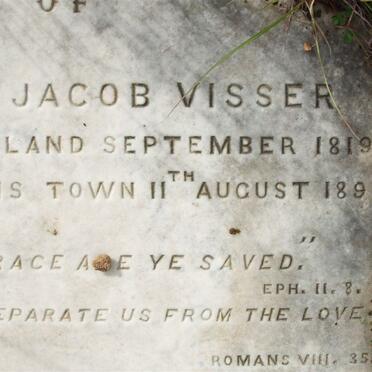 OF
JACOB VISSER
LAND SEPTEMBER 1819
TOWN 11TH AUGUST 189
RACE A E YE SAVED."
EPH. II. 8.
EPARATE US FROM THE LOVE
ROMANS VIII. 35.